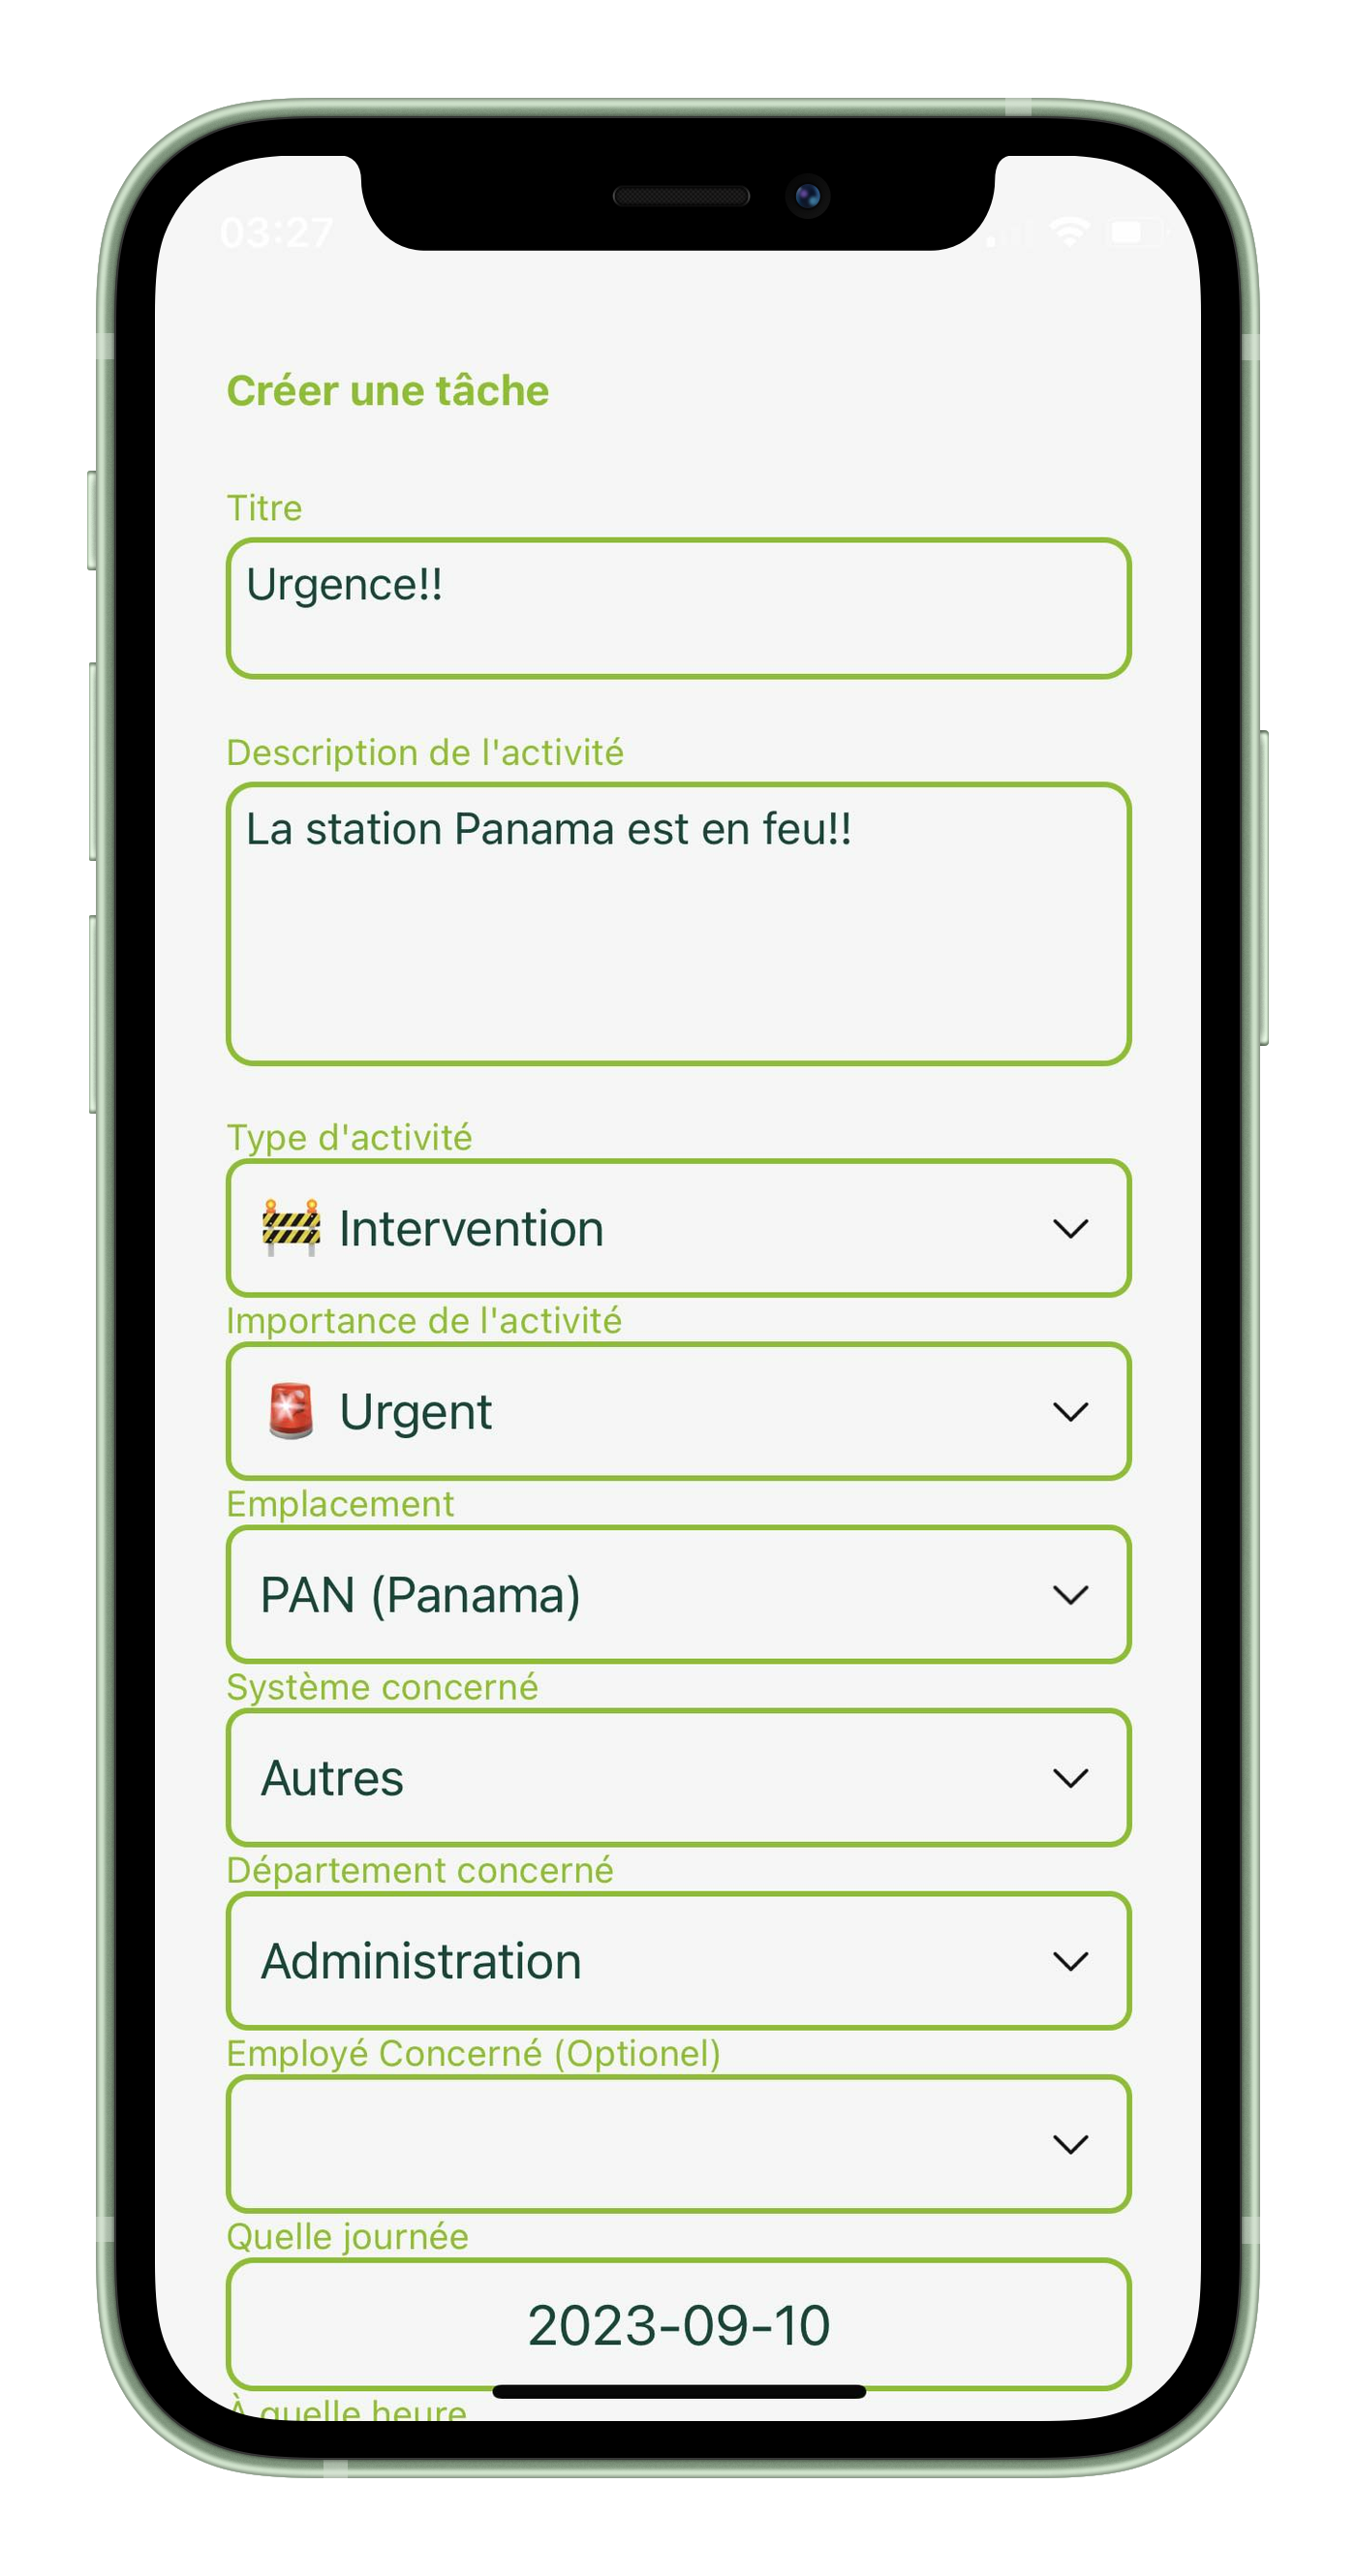 03:27
Créer une tâche
Titre
Urgence!!
Description de l'activité
La station Panama est en feu!!
Type d'activité
🚧 Intervention
Importance de l'activité
🚨 Urgent
Emplacement
PAN (Panama)
Système concerné
Autres
Département concerné
Administration
Employé Concerné (Optionel)
Quelle journée
2023-09-10
À quelle heure